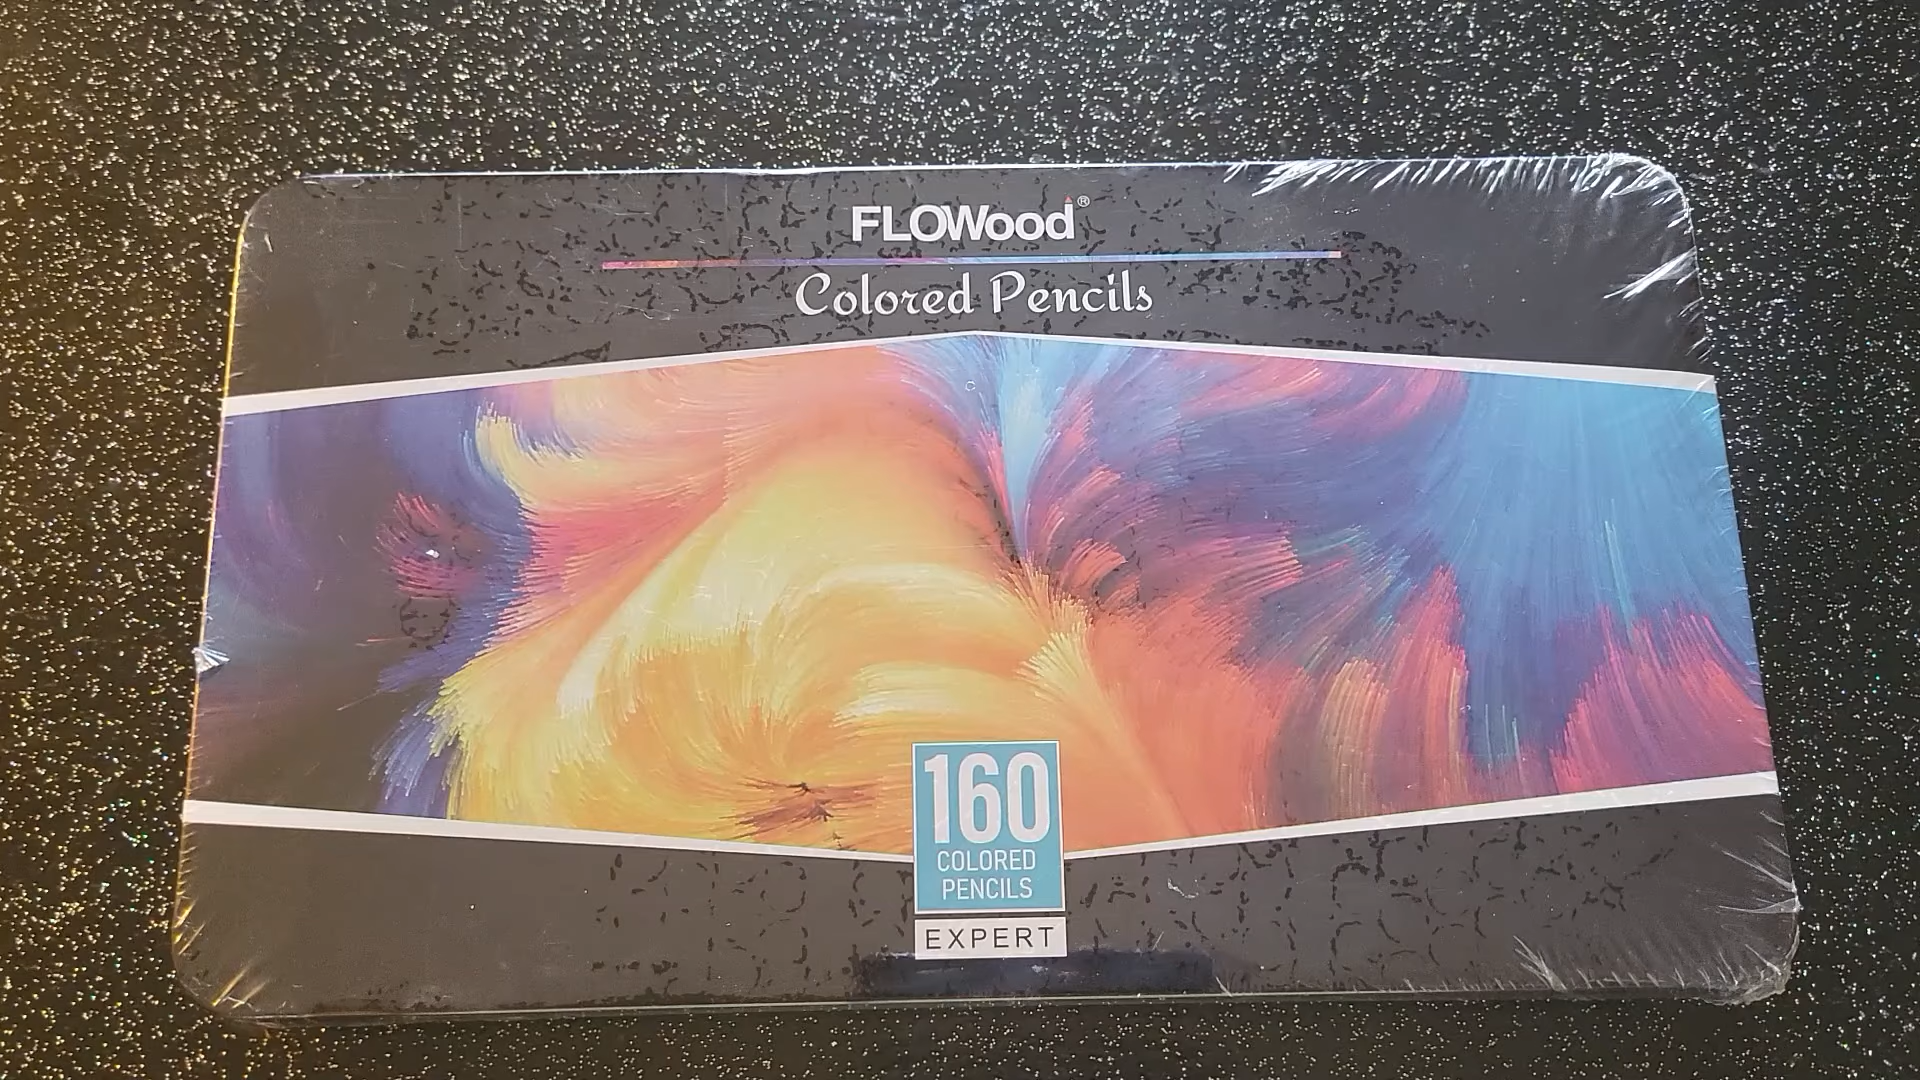 FLOWood®
Colored Pencils
160
COLORED
PENCILS
EXPERT